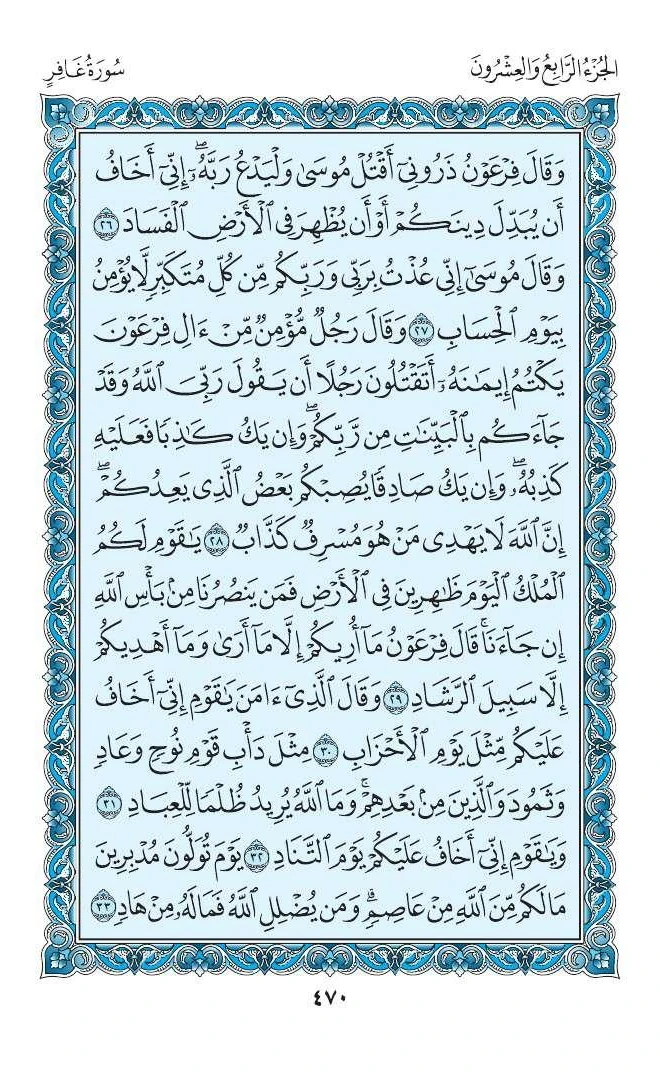 الجُزْءُ الرَّابِعُ وَالعِشْرُونَ
سُورَةُ غَافِرٍ
وَقَالَ فِرْعَوْنُ ذَرُونِيٓ أَقْتُلْ مُوسَىٰ وَلْيَدْعُ رَبَّهُۥٓۖ إِنِّيٓ أَخَافُ
أَن يُبَدِّلَ دِينَكُمْ أَوْ أَن يُظْهِرَ فِي ٱلْأَرْضِ ٱلْفَسَادَ ٢٦
وَقَالَ مُوسَىٰٓ إِنِّي عُذْتُ بِرَبِّي وَرَبِّكُم مِّن كُلِّ مُتَكَبِّرٍ لَّا يُؤْمِنُ
بِيَوْمِ ٱلْحِسَابِ ٢٧ وَقَالَ رَجُلٌ مُّؤْمِنٌ مِّنْ ءَالِ فِرْعَوْنَ
يَكْتُمُ إِيمَٰنَهُۥٓ أَتَقْتُلُونَ رَجُلًا أَن يَقُولَ رَبِّيَ ٱللَّهُ وَقَدْ
جَآءَكُم بِٱلْبَيِّنَٰتِ مِن رَّبِّكُمْۖ وَإِن يَكُ كَٰذِبًا فَعَلَيْهِ
كَذِبُهُۥۖ وَإِن يَكُ صَادِقًا يُصِبْكُم بَعْضُ ٱلَّذِي يَعِدُكُمْۖ
إِنَّ ٱللَّهَ لَا يَهْدِي مَنْ هُوَ مُسْرِفٌ كَذَّابٌ ٢٨ يَٰقَوْمِ لَكُمُ
ٱلْمُلْكُ ٱلْيَوْمَ ظَٰهِرِينَ فِي ٱلْأَرْضِ فَمَن يَنصُرُنَا مِنۢ بَأْسِ ٱللَّهِ
إِن جَآءَنَاۚ قَالَ فِرْعَوْنُ مَآ أُرِيكُمْ إِلَّا مَآ أَرَىٰ وَمَآ أَهْدِيكُمْ
إِلَّا سَبِيلَ ٱلرَّشَادِ ٢٩ وَقَالَ ٱلَّذِيٓ ءَامَنَ يَٰقَوْمِ إِنِّيٓ أَخَافُ
عَلَيْكُم مِّثْلَ يَوْمِ ٱلْأَحْزَابِ ٣٠ مِثْلَ دَأْبِ قَوْمِ نُوحٍ وَعَادٍ
وَثَمُودَ وَٱلَّذِينَ مِنۢ بَعْدِهِمْۚ وَمَا ٱللَّهُ يُرِيدُ ظُلْمًا لِّلْعِبَادِ ٣١
وَيَٰقَوْمِ إِنِّيٓ أَخَافُ عَلَيْكُمْ يَوْمَ ٱلتَّنَادِ ٣٢ يَوْمَ تُوَلُّونَ مُدْبِرِينَ
مَا لَكُم مِّنَ ٱللَّهِ مِنْ عَاصِمٍۗ وَمَن يُضْلِلِ ٱللَّهُ فَمَا لَهُۥ مِنْ هَادٍ ٣٣
٤٧٠